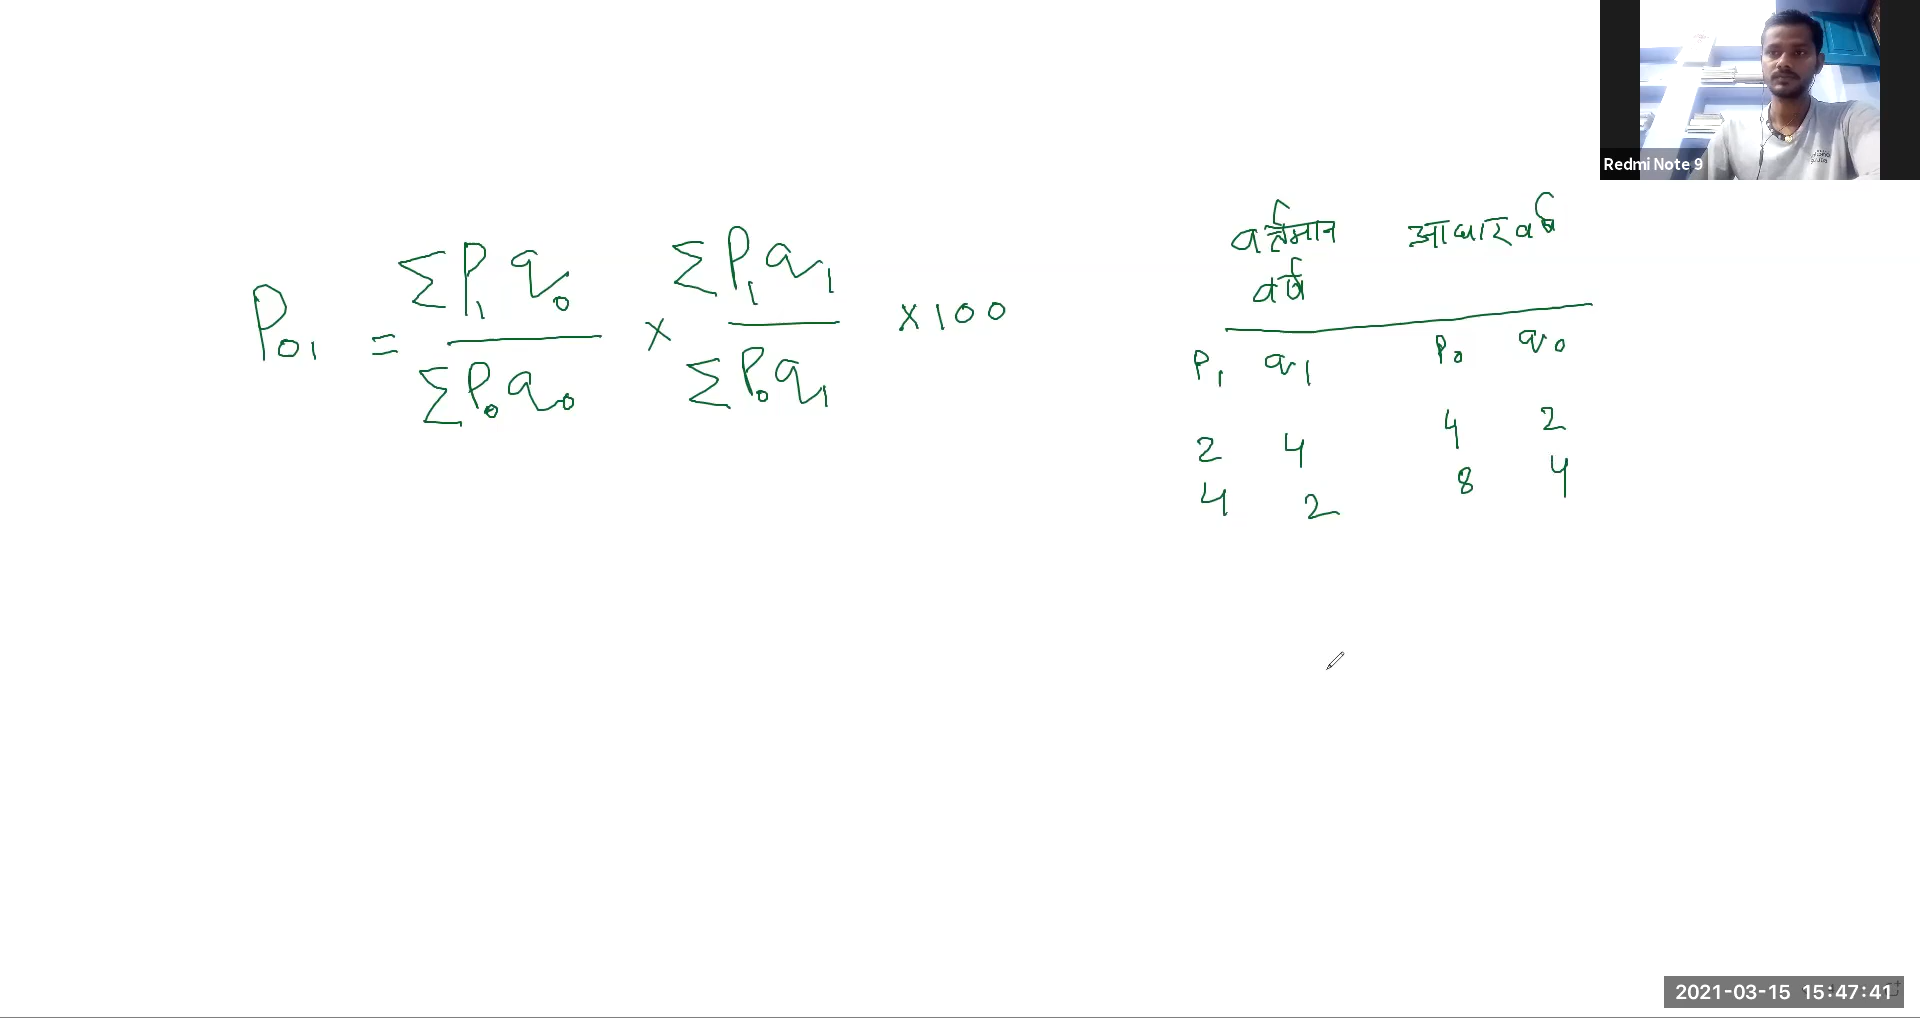 Redmi Note 9
P₀₁ = ΣP₁q₀ / ΣP₀q₀ × ΣP₁q₁ / ΣP₀q₁ × 100
वर्तमान वर्ष आधार वर्ष
P₁ q₁ P₀ q₀
2 4 4 2
4 2 8 4
2021-03-15 15:47:41